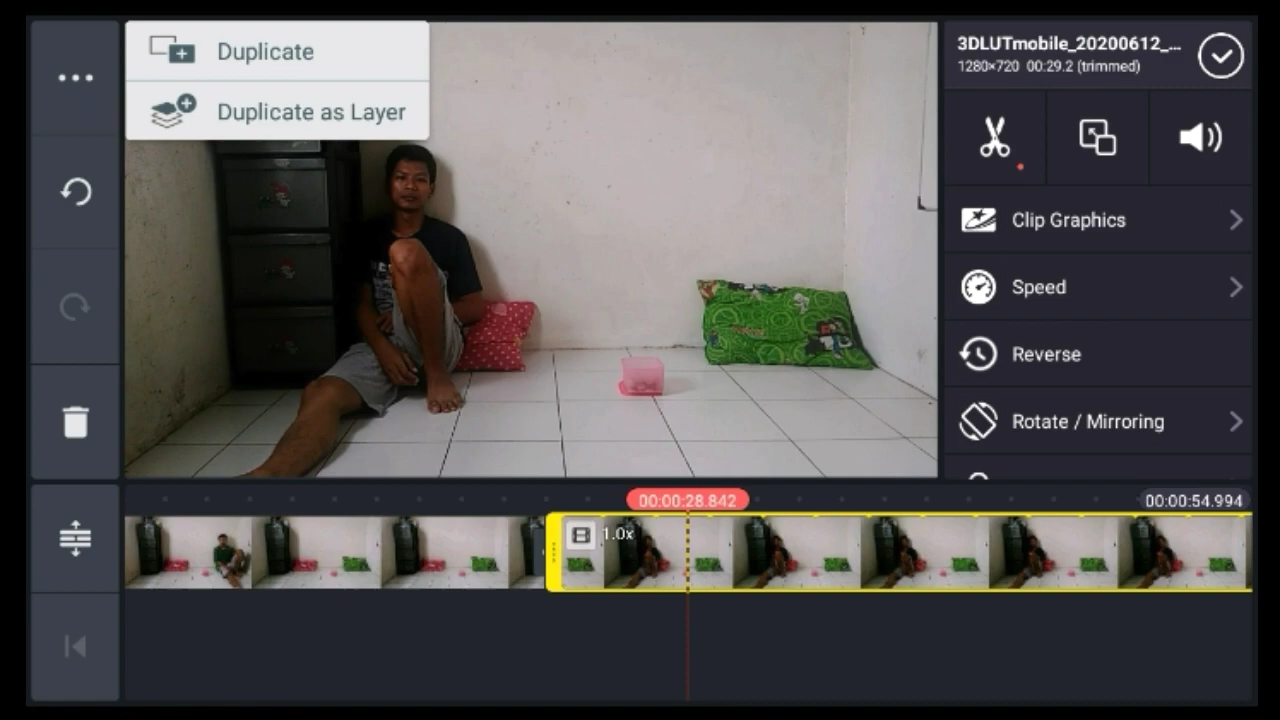 Duplicate
Duplicate as Layer
3DLUTmobile_20200612_...
1280×720 00:29.2 (trimmed)
Clip Graphics
Speed
Reverse
Rotate / Mirroring
00:00:28.842
00:00:54.994
1.0x